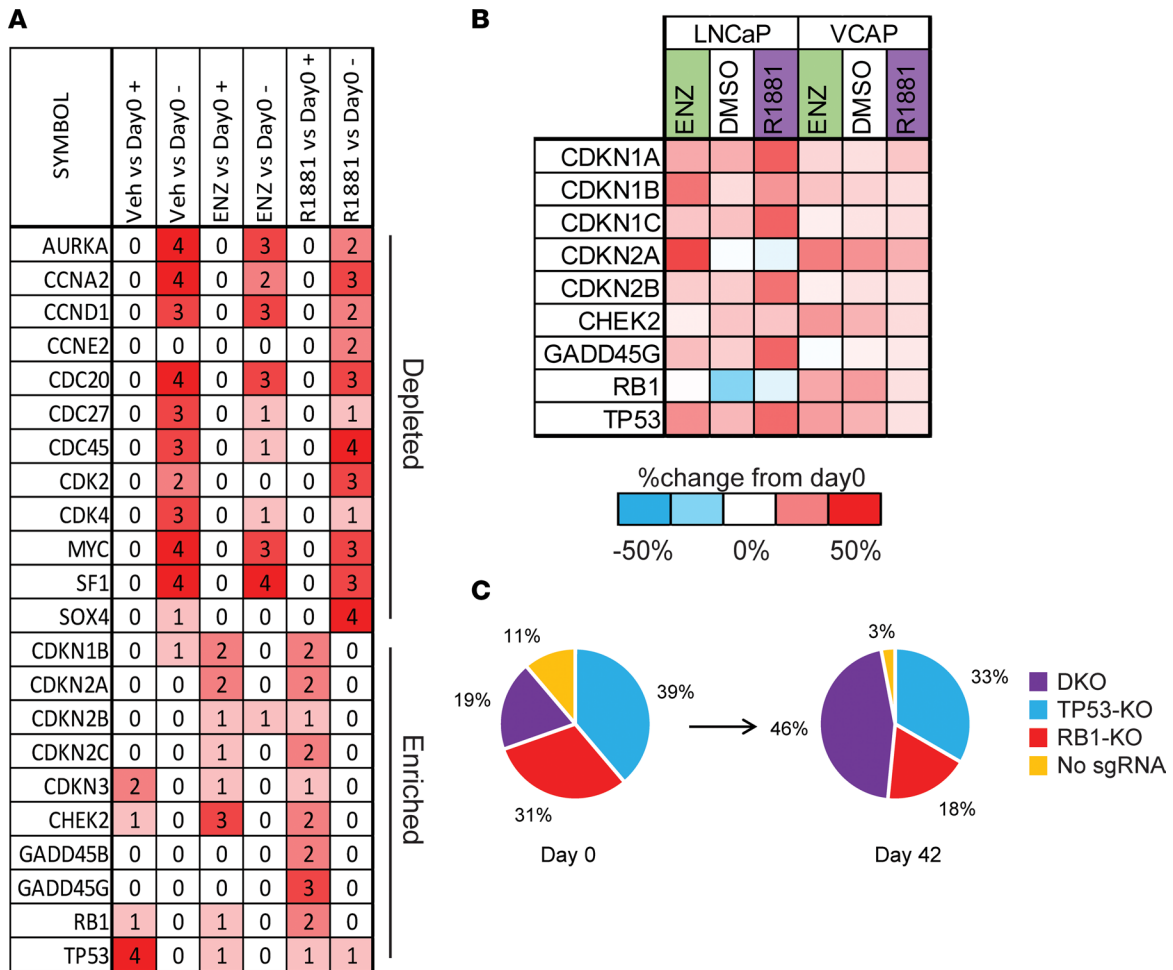 A
SYMBOL Veh vs Day0 + Veh vs Day0 - ENZ vs Day0 + ENZ vs Day0 - R1881 vs Day0 + R1881 vs Day0 -
AURKA 0 4 0 3 0 2
CCNA2 0 4 0 2 0 3
CCND1 0 3 0 3 0 2
CCNE2 0 0 0 0 0 2
CDC20 0 4 0 3 0 3
CDC27 0 3 0 1 0 1
CDC45 0 3 0 1 0 4
CDK2 0 2 0 0 0 3
CDK4 0 3 0 1 0 1
MYC 0 4 0 3 0 3
SF1 0 4 0 4 0 3
SOX4 0 1 0 0 0 4
Depleted
CDKN1B 0 1 2 0 2 0
CDKN2A 0 0 2 0 2 0
CDKN2B 0 0 1 1 1 0
CDKN2C 0 0 1 0 2 0
CDKN3 2 0 1 0 1 0
CHEK2 1 0 3 0 2 0
GADD45B 0 0 0 0 2 0
GADD45G 0 0 0 0 3 0
RB1 1 0 1 0 2 0
TP53 4 0 1 0 1 1
Enriched
B
LNCaP VCAP
ENZ DMSO R1881 ENZ DMSO R1881
CDKN1A
CDKN1B
CDKN1C
CDKN2A
CDKN2B
CHEK2
GADD45G
RB1
TP53
%change from day0
-50% 0% 50%
C
11%
19%
39%
31%
Day 0
3%
33%
46%
18%
Day 42
DKO
TP53-KO
RB1-KO
No sgRNA